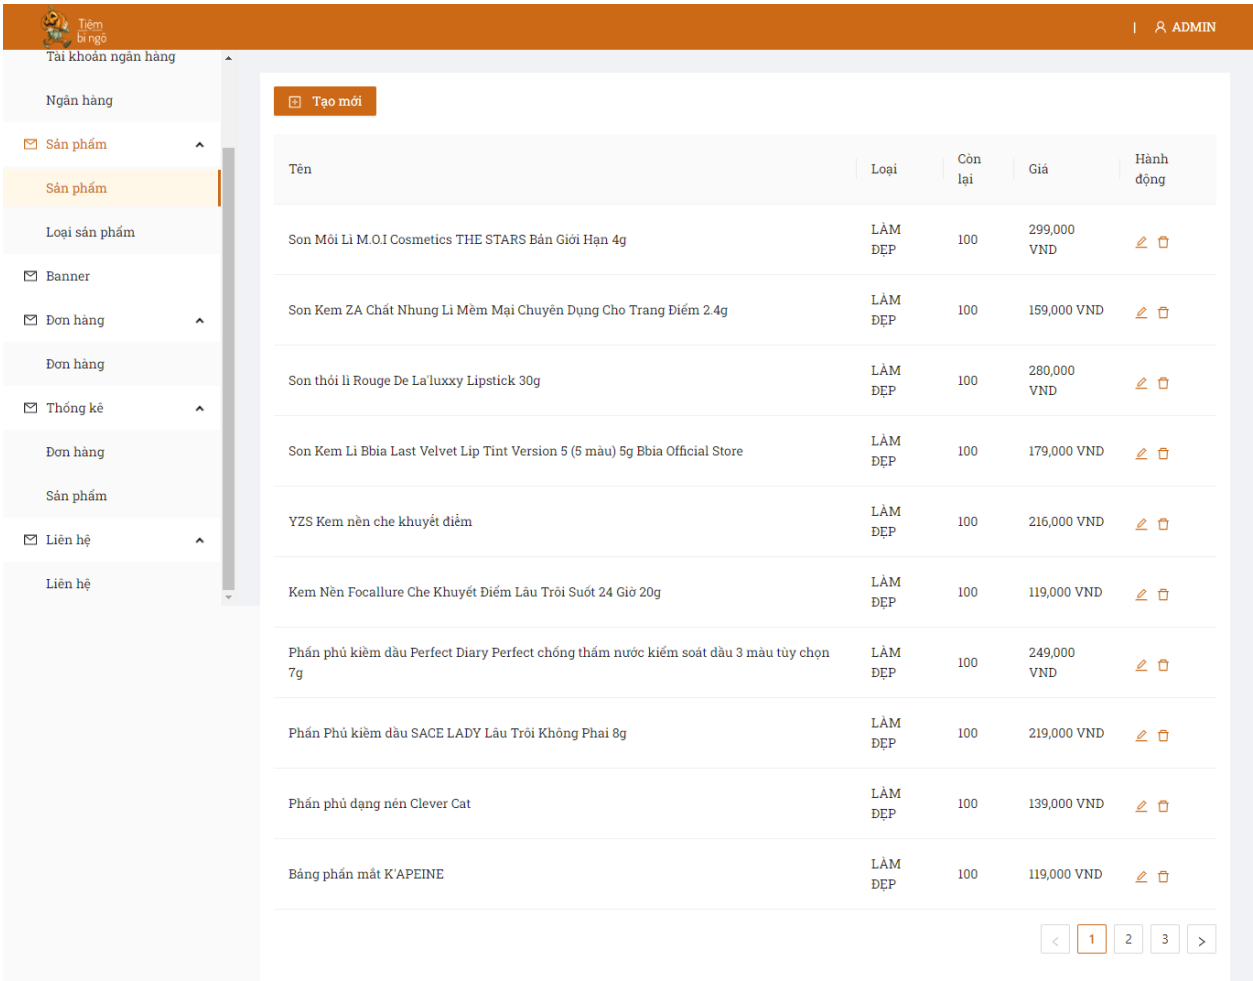 Tiệm
bí ngô
ADMIN
Tài khoản ngân hàng
Ngân hàng
Sản phẩm
Sản phẩm
Loại sản phẩm
Banner
Đơn hàng
Đơn hàng
Thống kê
Đơn hàng
Sản phẩm
Liên hệ
Liên hệ
Tạo mới
Tên
Loại
Còn
lại
Giá
Hành
động
Son Môi Lì M.O.I Cosmetics THE STARS Bản Giới Hạn 4g
LÀM
ĐẸP
100
299,000
VND
Son Kem ZA Chất Nhung Lì Mềm Mại Chuyên Dụng Cho Trang Điểm 2.4g
LÀM
ĐẸP
100
159,000 VND
Son thỏi lì Rouge De La'luxxy Lipstick 30g
LÀM
ĐẸP
100
280,000
VND
Son Kem Lì Bbia Last Velvet Lip Tint Version 5 (5 màu) 5g Bbia Official Store
LÀM
ĐẸP
100
179,000 VND
YZS Kem nền che khuyết điểm
LÀM
ĐẸP
100
216,000 VND
Kem Nền Focallure Che Khuyết Điểm Lâu Trôi Suốt 24 Giờ 20g
LÀM
ĐẸP
100
119,000 VND
Phấn phủ kiềm dầu Perfect Diary Perfect chống thấm nước kiểm soát dầu 3 màu tùy chọn
7g
LÀM
ĐẸP
100
249,000
VND
Phấn Phủ kiềm dầu SACE LADY Lâu Trôi Không Phai 8g
LÀM
ĐẸP
100
219,000 VND
Phấn phủ dạng nén Clever Cat
LÀM
ĐẸP
100
139,000 VND
Bảng phấn mắt K'APEINE
LÀM
ĐẸP
100
119,000 VND
< 1 2 3 >